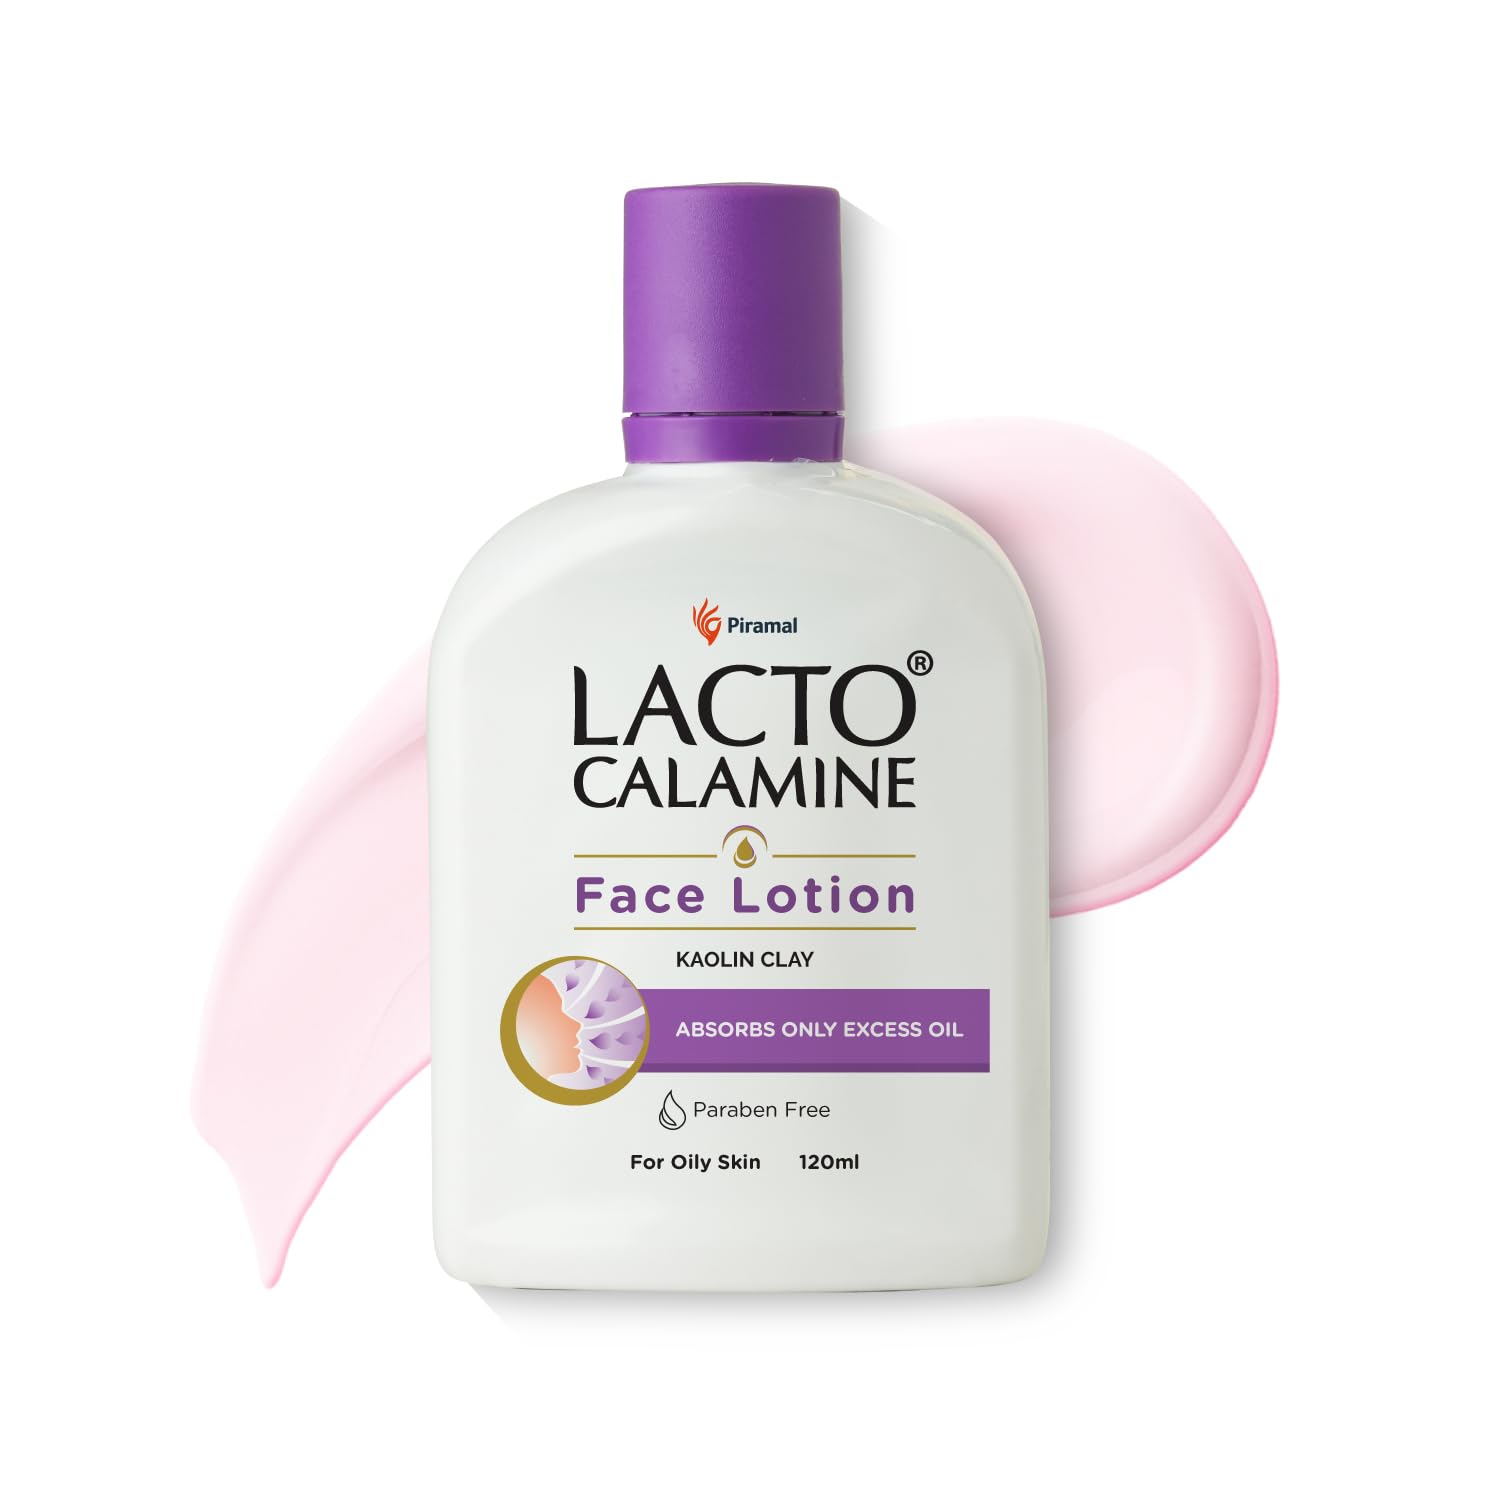 Piramal
LACTO®
CALAMINE
Face Lotion
KAOLIN CLAY
ABSORBS ONLY EXCESS OIL
Paraben Free
For Oily Skin 120ml